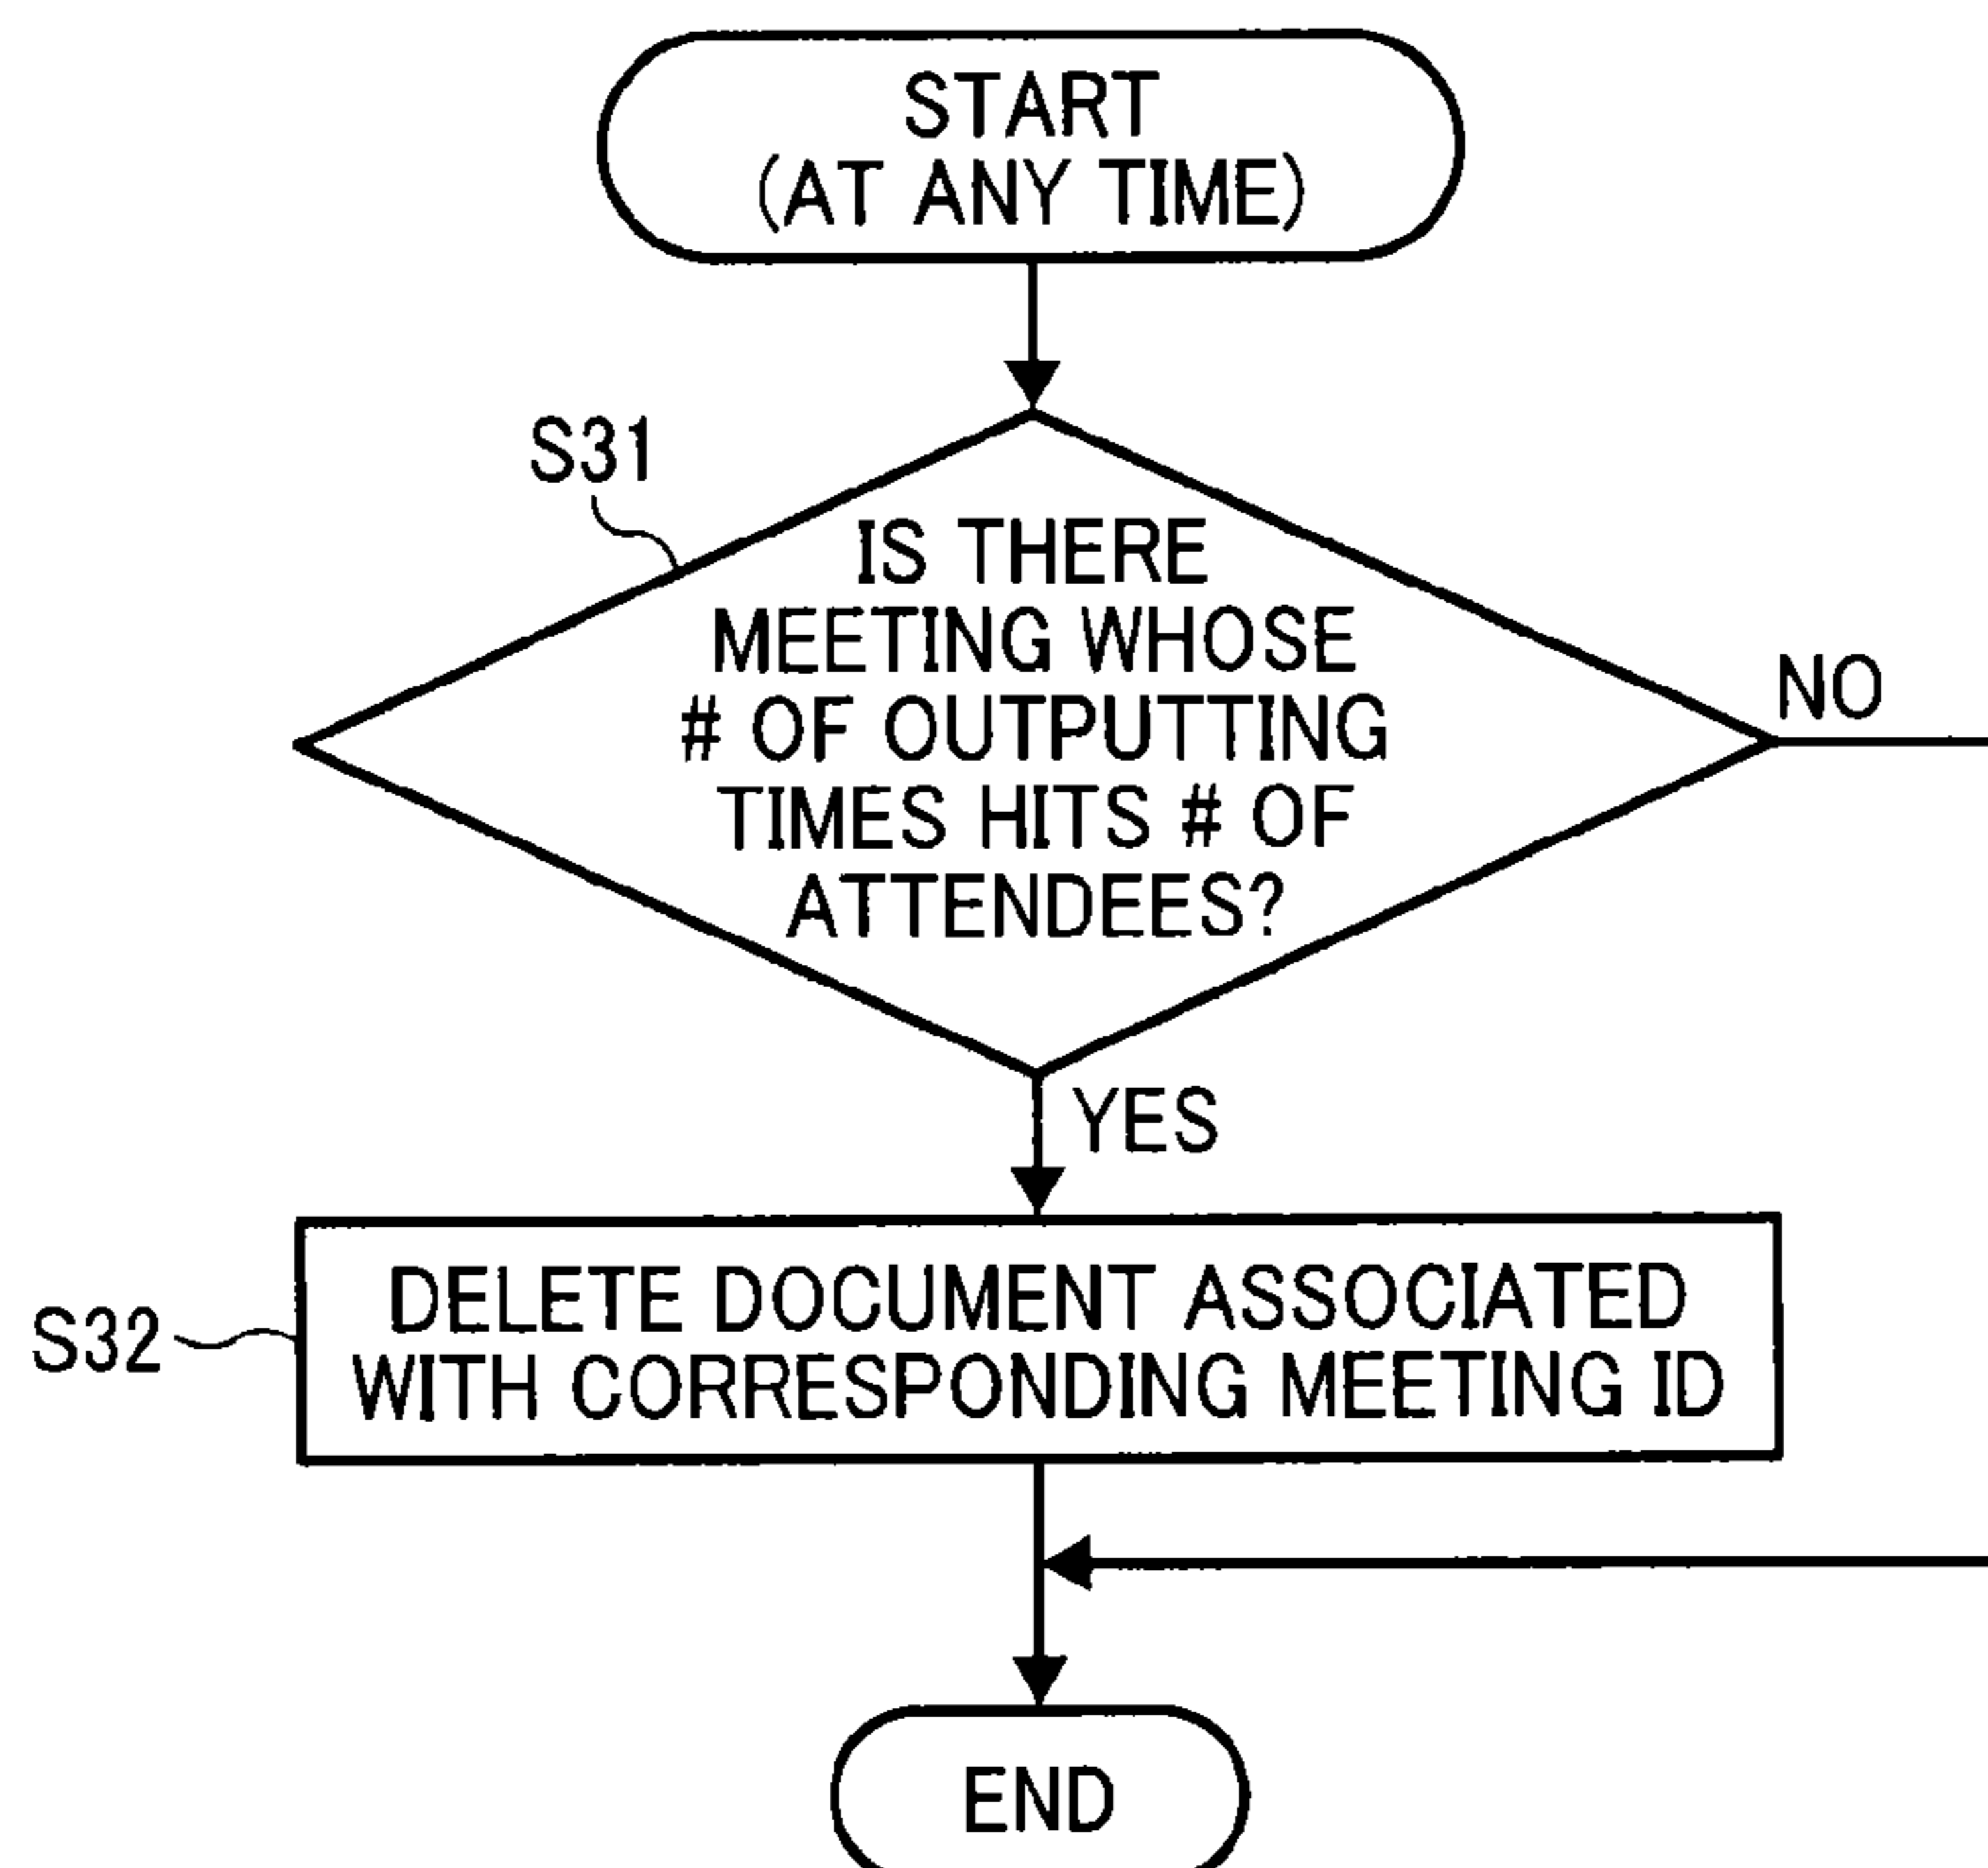 START
(AT ANY TIME)
S31
IS THERE
MEETING WHOSE
# OF OUTPUTTING
TIMES HITS # OF
ATTENDEES?
NO
YES
S32
DELETE DOCUMENT ASSOCIATED
WITH CORRESPONDING MEETING ID
END